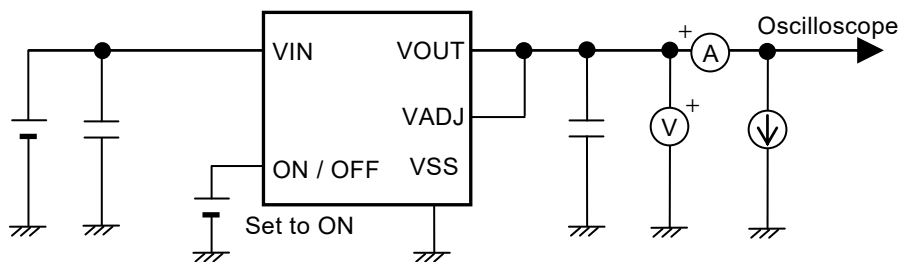 Oscilloscope
+
A
VIN
VOUT
V
+
VADJ
ON / OFF
VSS
Set to ON